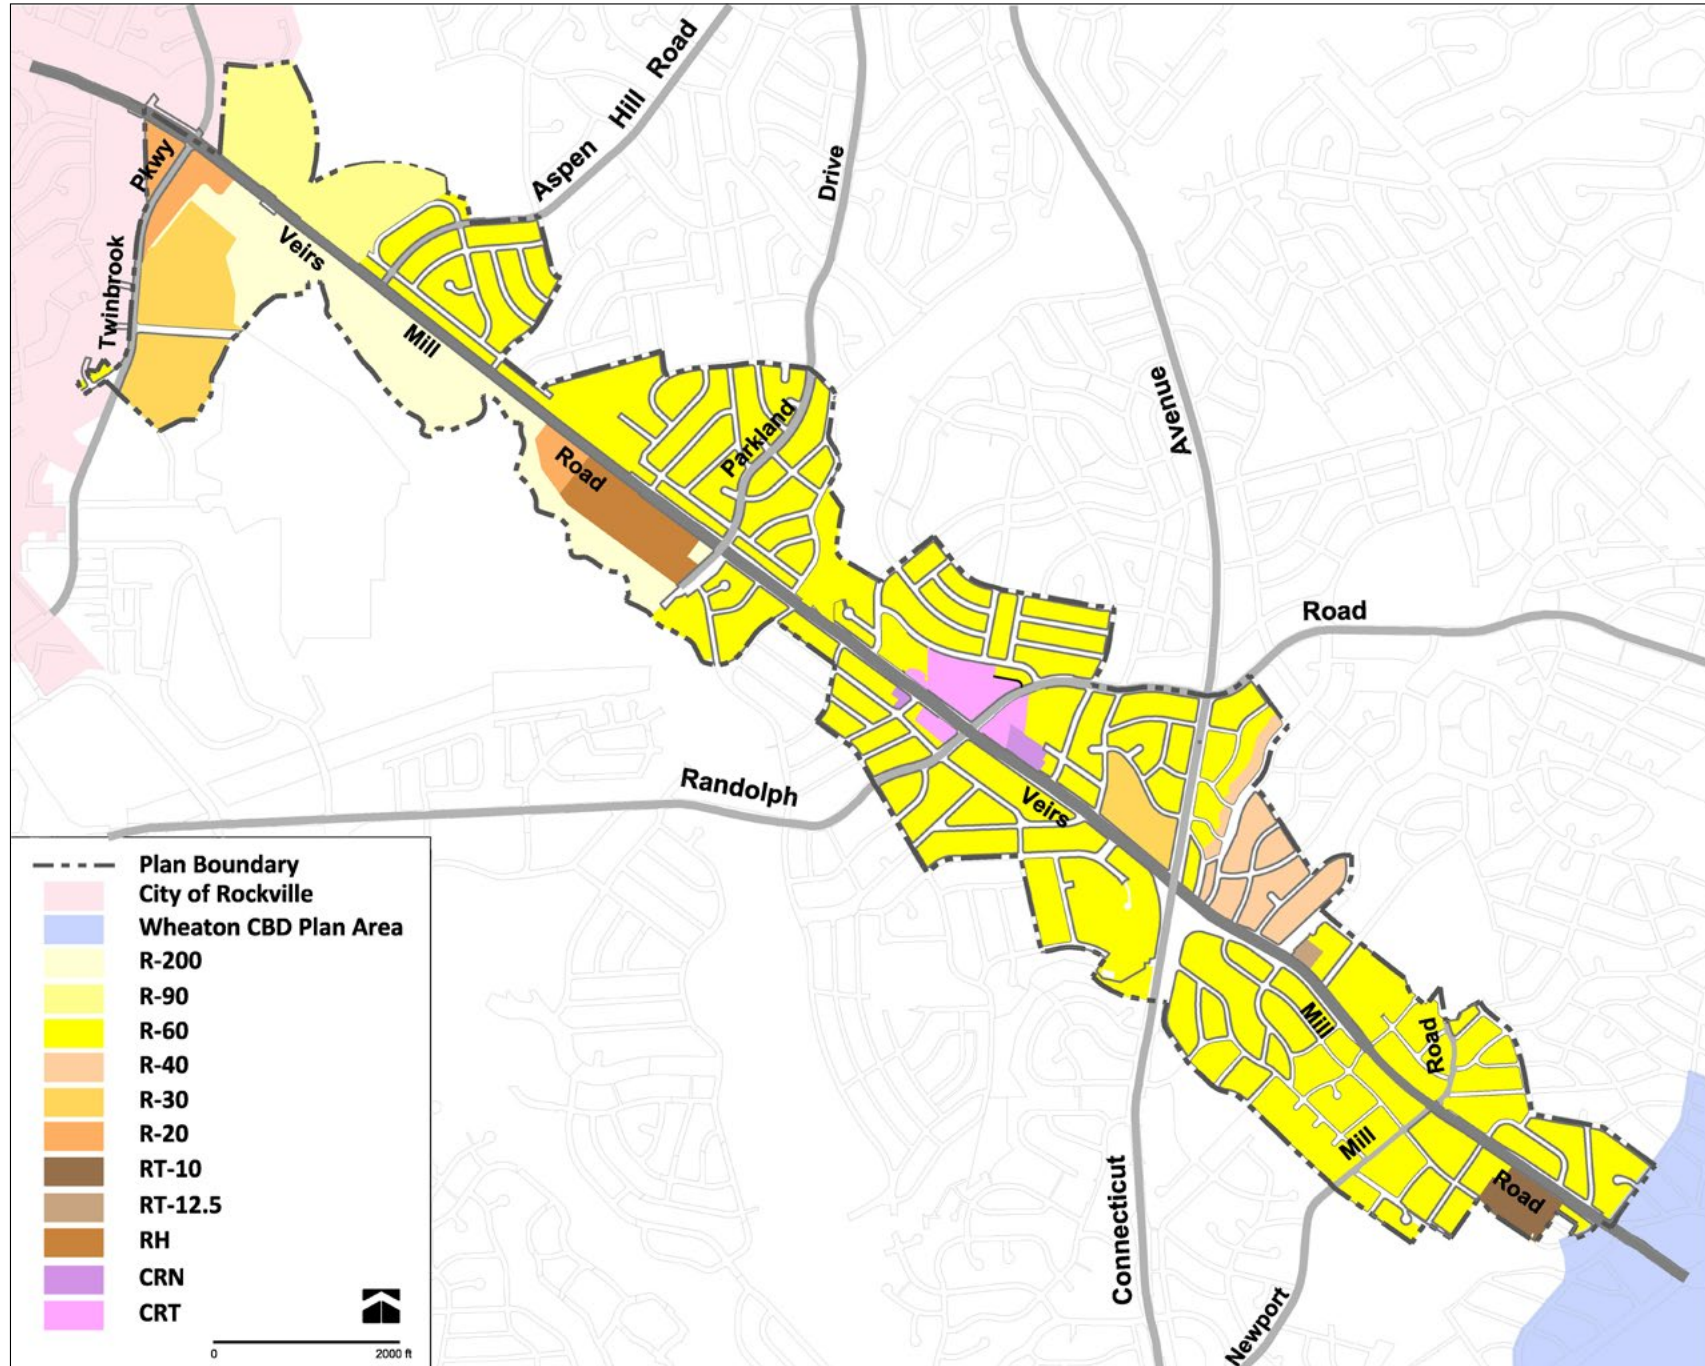 Aspen Hill Road
Drive
Pkwy
Twinbrook
Veirs
Mill
Road
Parkland
Avenue
Road
Randolph
Veirs
Mill
Road
Mill
Road
Connecticut
Newport
Plan Boundary
City of Rockville
Wheaton CBD Plan Area
R-200
R-90
R-60
R-40
R-30
R-20
RT-10
RT-12.5
RH
CRN
CRT
0 2000 ft